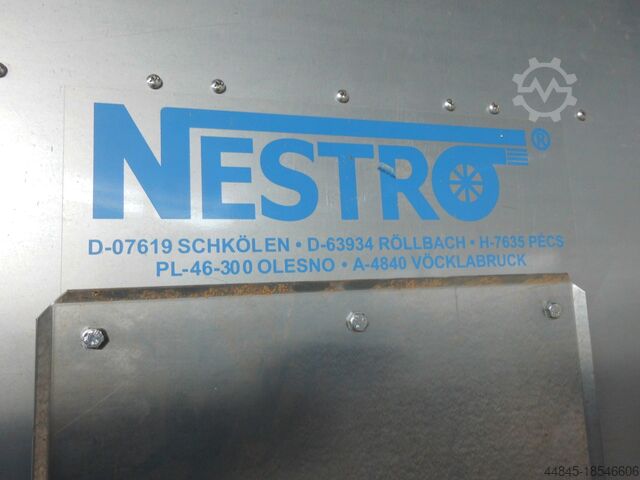 NESTRO®
D-07619 SCHKÖLEN • D-63934 RÖLLBACH • H-7635 PÉCS
PL-46-300 OLESNO • A-4840 VÖCKLABRUCK
44845-18546606